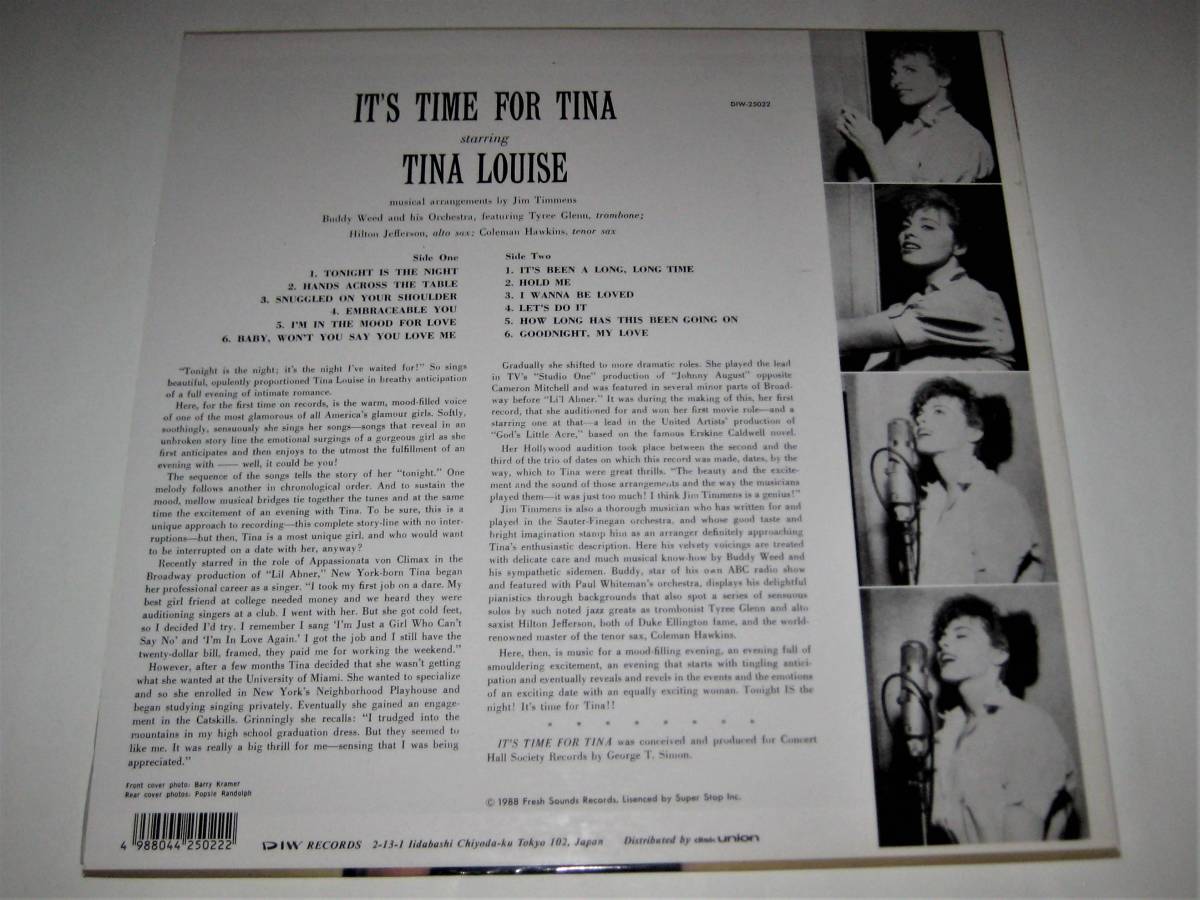 IT'S TIME FOR TINA
DIW-25022
starring
TINA LOUISE
musical arrangements by Jim Timmens
Buddy Weed and his Orchestra, featuring Tyree Glenn, trombone;
Hilton Jefferson, alto sax; Coleman Hawkins, tenor sax
Side One
1. TONIGHT IS THE NIGHT
2. HANDS ACROSS THE TABLE
3. SNUGGLED ON YOUR SHOULDER
4. EMBRACEABLE YOU
5. I'M IN THE MOOD FOR LOVE
6. BABY, WON'T YOU SAY YOU LOVE ME
Side Two
1. IT'S BEEN A LONG, LONG TIME
2. HOLD ME
3. I WANNA BE LOVED
4. LET'S DO IT
5. HOW LONG HAS THIS BEEN GOING ON
6. GOODNIGHT, MY LOVE
"Tonight is the night; it's the night I've waited for!" So sings
beautiful, opulently proportioned Tina Louise in breathy anticipation
of a full evening of intimate romance.
Here, for the first time on records, is the warm, mood-filled voice
of one of the most glamorous of all America's glamour girls. Softly,
soothingly, sensuously she sings her songs—songs that reveal in an
unbroken story line the emotional surgings of a gorgeous girl as she
first anticipates and then enjoys to the utmost the fulfillment of an
evening with —— well, it could be you!
The sequence of the songs tells the story of her "tonight." One
melody follows another in chronological order. And to sustain the
mood, mellow musical bridges tie together the tunes and at the same
time the excitement of an evening with Tina. To be sure, this is a
unique approach to recording—this complete story-line with no inter-
ruptions—but then, Tina is a most unique girl, and who would want
to be interrupted on a date with her, anyway?
Recently starred in the role of Appassionata von Climax in the
Broadway production of "Lil Abner," New York-born Tina began
her professional career as a singer. "I took my first job on a dare. My
best girl friend at college needed money and we heard they were
auditioning singers at a club. I went with her. But she got cold feet,
so I decided I'd try. I remember I sang 'I'm Just a Girl Who Can't
Say No' and 'I'm In Love Again.' I got the job and I still have the
twenty-dollar bill, framed, they paid me for working the weekend."
However, after a few months Tina decided that she wasn't getting
what she wanted at the University of Miami. She wanted to specialize
and so she enrolled in New York's Neighborhood Playhouse and
began studying singing privately. Eventually she gained an engage-
ment in the Catskills. Grinningly she recalls: "I trudged into the
mountains in my high school graduation dress. But they seemed to
like me. It was really a big thrill for me—sensing that I was being
appreciated."
Gradually she shifted to more dramatic roles. She played the lead
in TV's "Studio One" production of "Johnny August" opposite
Cameron Mitchell and was featured in several minor parts of Broad-
way before "Li'l Abner." It was during the making of this, her first
record, that she auditioned for and won her first movie role—and a
starring one at that—a lead in the United Artists' production of
"God's Little Acre," based on the famous Erskine Caldwell novel.
Her Hollywood audition took place between the second and the
third of the trio of dates on which this record was made, dates, by the
way, which to Tina were great thrills. "The beauty and the excite-
ment and the sound of those arrangements and the way the musicians
played them—it was just too much! I think Jim Timmens is a genius!"
Jim Timmens is also a thorough musician who has written for and
played in the Sauter-Finegan orchestra, and whose good taste and
bright imagination stamp him as an arranger definitely approaching
Tina's enthusiastic description. Here his velvety voicings are treated
with delicate care and much musical know-how by Buddy Weed and
his sympathetic sidemen. Buddy, star of his own ABC radio show
and featured with Paul Whiteman's orchestra, displays his delightful
pianistics through backgrounds that also spot a series of sensuous
solos by such noted jazz greats as trombonist Tyree Glenn and alto
saxist Hilton Jefferson, both of Duke Ellington fame, and the world-
renowned master of the tenor sax, Coleman Hawkins.
Here, then, is music for a mood-filling evening, an evening full of
smouldering excitement, an evening that starts with tingling antici-
pation and eventually reveals and revels in the events and the emotions
of an exciting date with an equally exciting woman. Tonight IS the
night! It's time for Tina!!
* * * * * * * *
IT'S TIME FOR TINA was conceived and produced for Concert
Hall Society Records by George T. Simon.
Front cover photo: Barry Kramer
Rear cover photos: Popsie Randolph
© 1988 Fresh Sounds Records, Lisenced by Super Stop Inc.
4 988044 250222
DIW RECORDS 2-13-1 Iidabashi Chiyoda-ku Tokyo 102, Japan Distributed by disk union